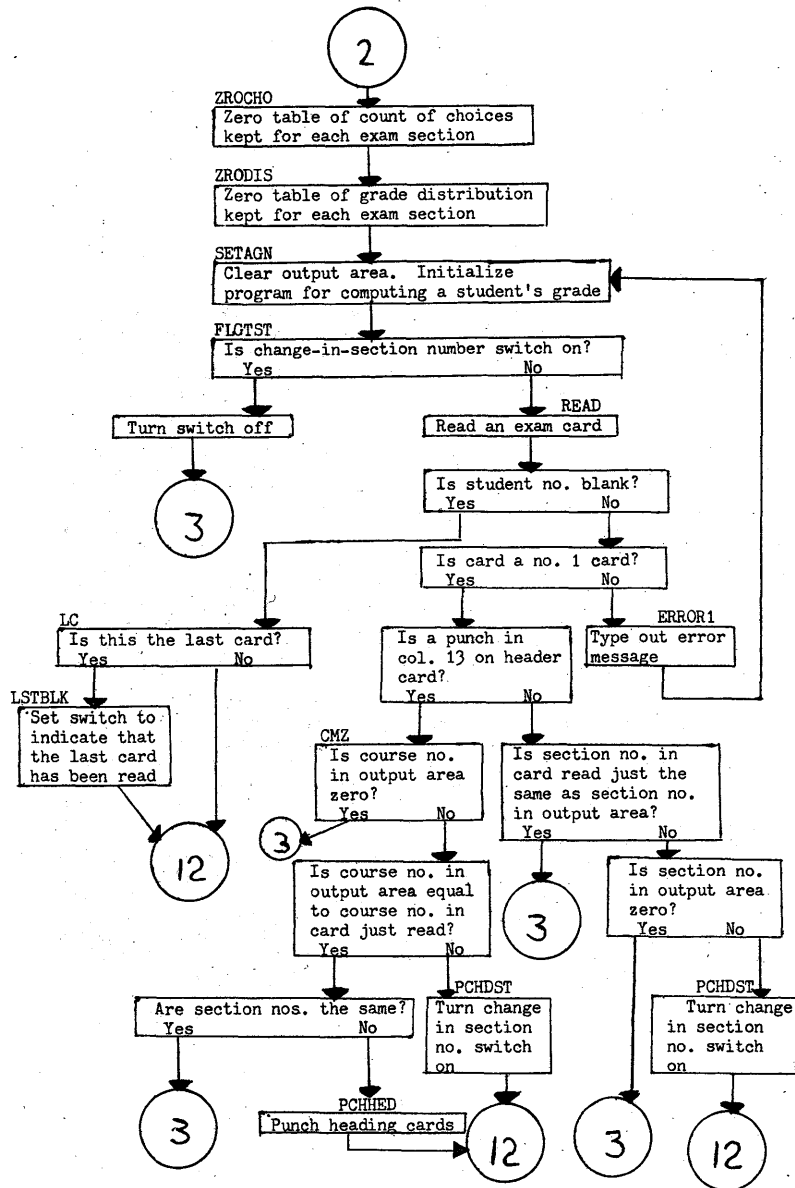 2
ZROCHO
Zero table of count of choices
kept for each exam section
ZRODIS
Zero table of grade distribution
kept for each exam section
SETAGN
Clear output area. Initialize
program for computing a student's grade
FLGTST
Is change-in-section number switch on?
Yes No
Turn switch off
3
READ
Read an exam card
Is student no. blank?
Yes No
Is card a no. 1 card?
Yes No
ERROR1
Type out error
message
LC
Is this the last card?
Yes No
LSTBLK
Set switch to
indicate that
the last card
has been read
12
Is a punch in
col. 13 on header
card?
Yes No
CMZ
Is course no.
in output area
zero?
Yes No
3
Is section no. in
card read just the
same as section no.
in output area?
Yes No
3
Is course no. in
output area equal
to course no. in
card just read?
Yes No
Is section no.
in output area
zero?
Yes No
Are section nos. the same?
Yes No
3
PCHHED
Punch heading cards
PCHDST
Turn change
in section
no. switch
on
12
3
PCHDST
Turn change
in section
no. switch
on
12